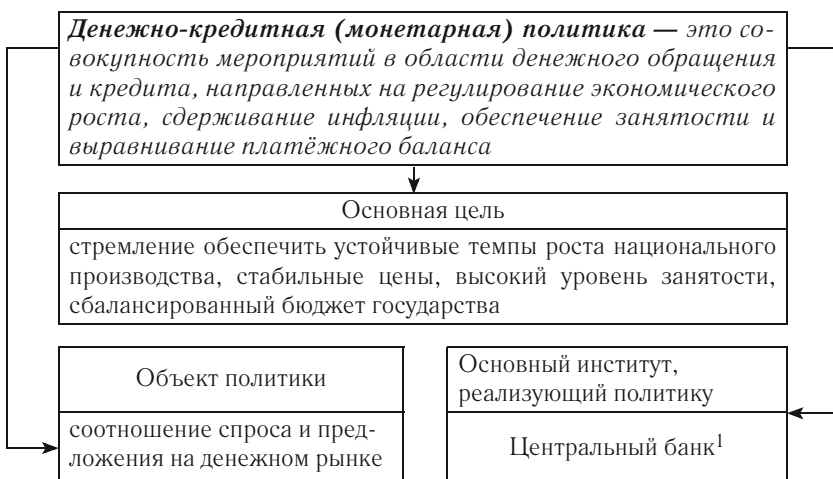 Денежно-кредитная (монетарная) политика — это со-
вокупность мероприятий в области денежного обращения
и кредита, направленных на регулирование экономического
роста, сдерживание инфляции, обеспечение занятости и
выравнивание платёжного баланса
Основная цель
стремление обеспечить устойчивые темпы роста национального
производства, стабильные цены, высокий уровень занятости,
сбалансированный бюджет государства
Объект политики
соотношение спроса и пред-
ложения на денежном рынке
Основный институт,
реализующий политику
Центральный банк¹